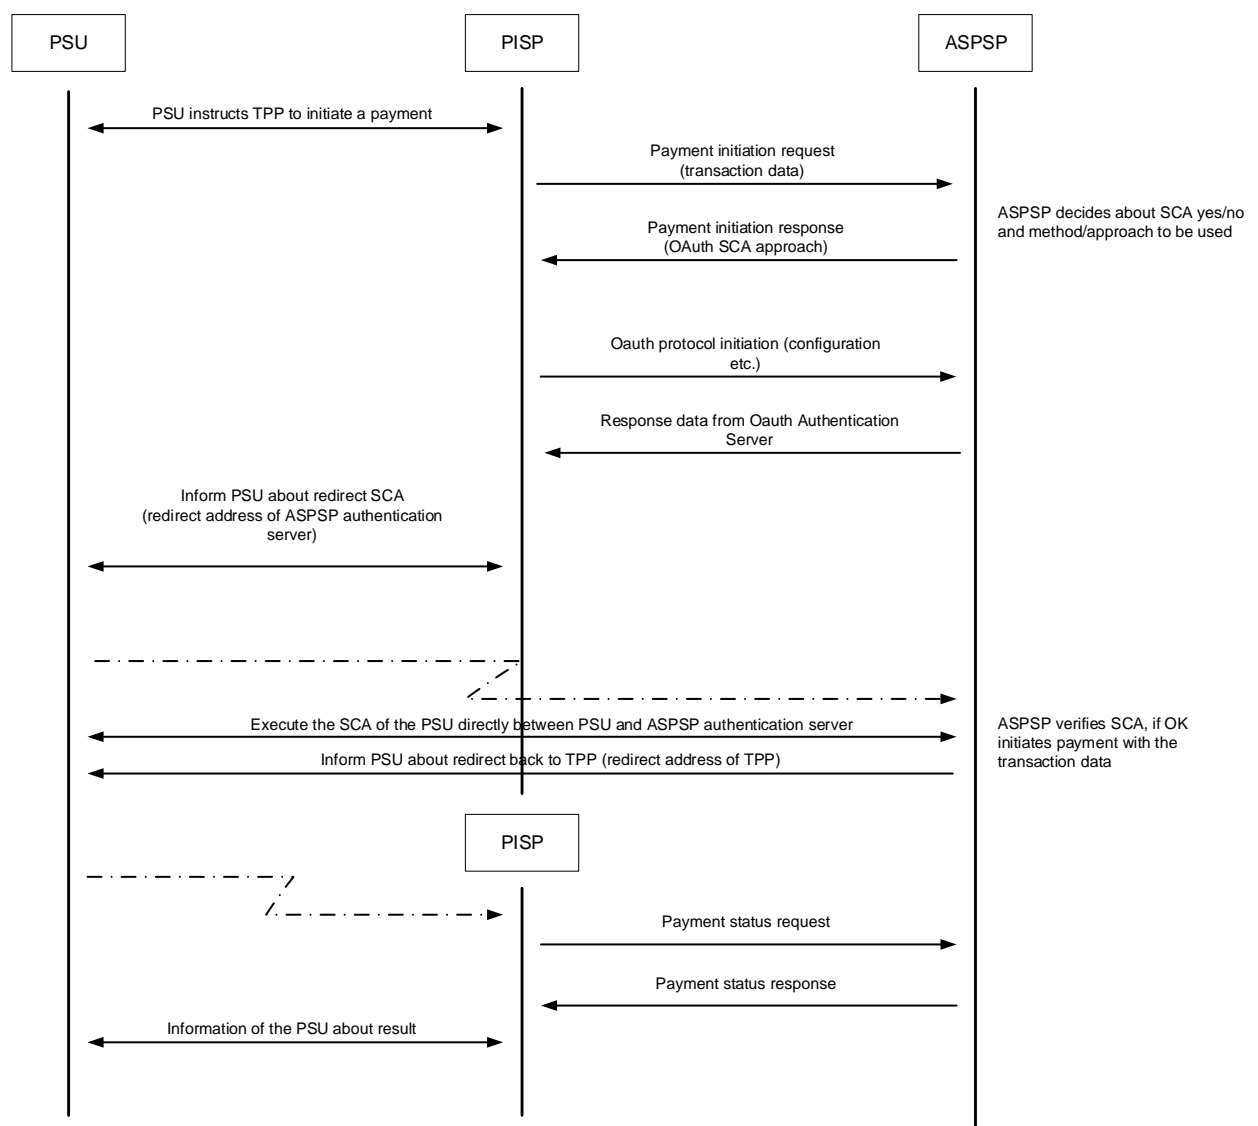 PSU
PISP
ASPSP
PSU instructs TPP to initiate a payment
Payment initiation request
(transaction data)
ASPSP decides about SCA yes/no
and method/approach to be used
Payment initiation response
(OAuth SCA approach)
Oauth protocol initiation (configuration
etc.)
Response data from Oauth Authentication
Server
Inform PSU about redirect SCA
(redirect address of ASPSP authentication
server)
Execute the SCA of the PSU directly between PSU and ASPSP authentication server
ASPSP verifies SCA, if OK
initiates payment with the
transaction data
Inform PSU about redirect back to TPP (redirect address of TPP)
PISP
Payment status request
Payment status response
Information of the PSU about result